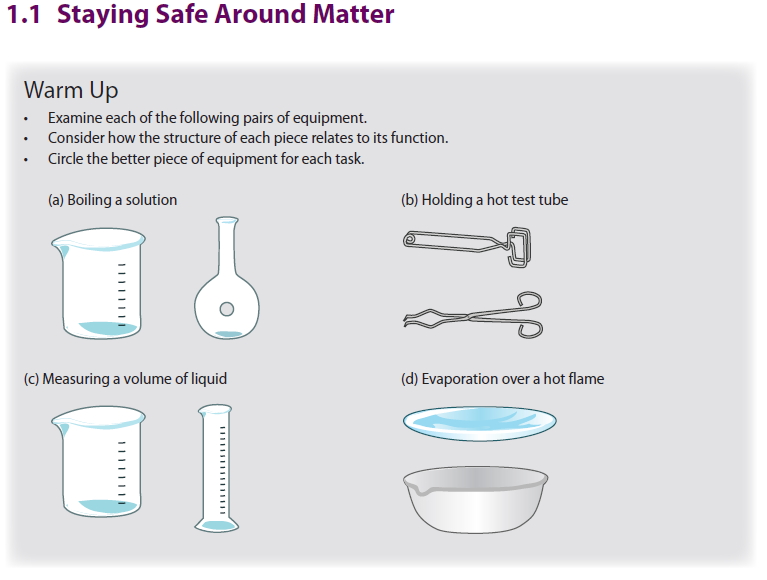 1.1 Staying Safe Around Matter
Warm Up
• Examine each of the following pairs of equipment.
• Consider how the structure of each piece relates to its function.
• Circle the better piece of equipment for each task.
(a) Boiling a solution
(b) Holding a hot test tube
(c) Measuring a volume of liquid
(d) Evaporation over a hot flame